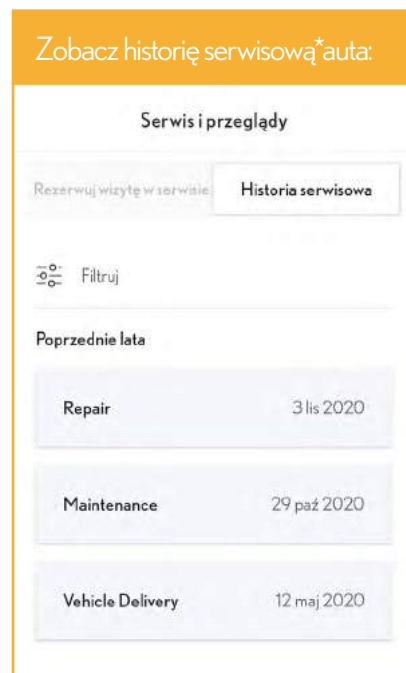 Zobacz historię serwisową*auta:
Serwis i przeglądy
Rezerwuj wizytę w serwisie Historia serwisowa
Filtruj
Poprzednie lata
Repair 3 lis 2020
Maintenance 29 paź 2020
Vehicle Delivery 12 maj 2020